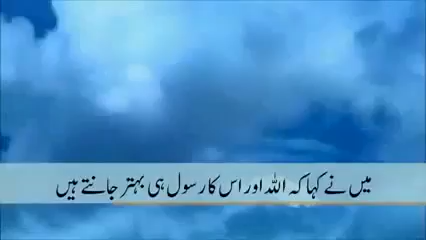 میں نے کہا کہ اللہ اور اس کا رسول ہی بہتر جانتے ہیں